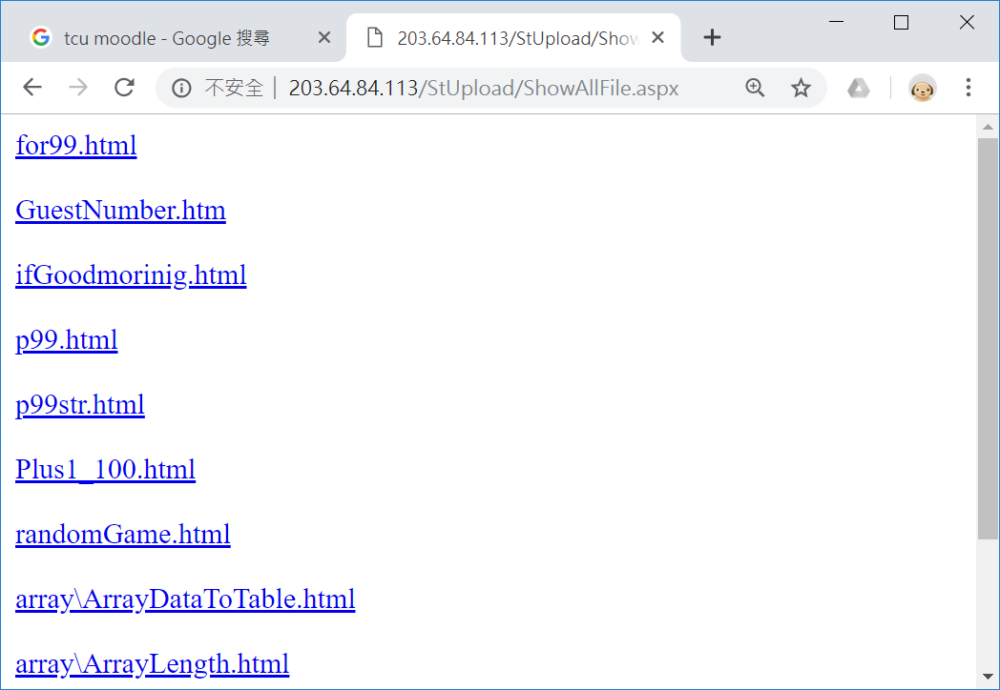 tcu moodle - Google 搜尋
203.64.84.113/StUpload/Show
不安全 | 203.64.84.113/StUpload/ShowAllFile.aspx
for99.html
GuestNumber.htm
ifGoodmorinig.html
p99.html
p99str.html
Plus1_100.html
randomGame.html
array\ArrayDataToTable.html
array\ArrayLength.html